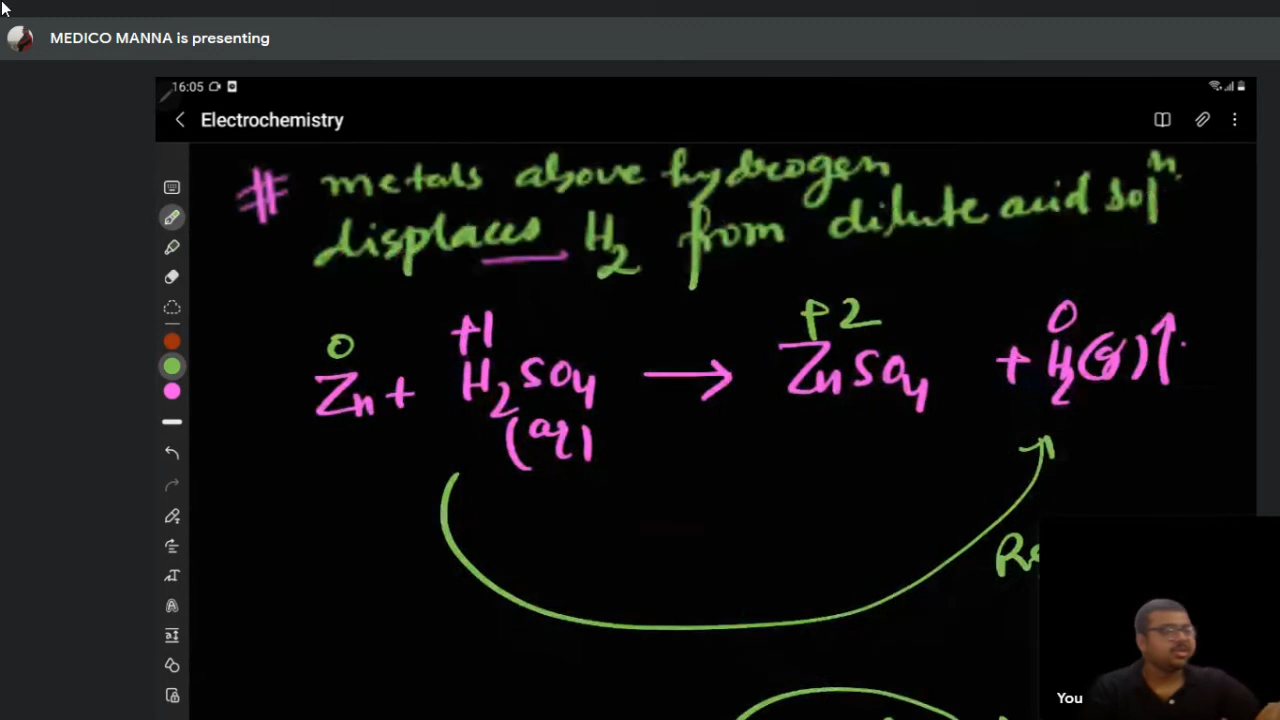 MEDICO MANNA is presenting
16:05
Electrochemistry
# metals above hydrogen
displaces H2 from dilute acid solⁿ.
0 +1 +2 0
Zn + H2SO4 → ZnSO4 + H2(g)↑
(aq)
You